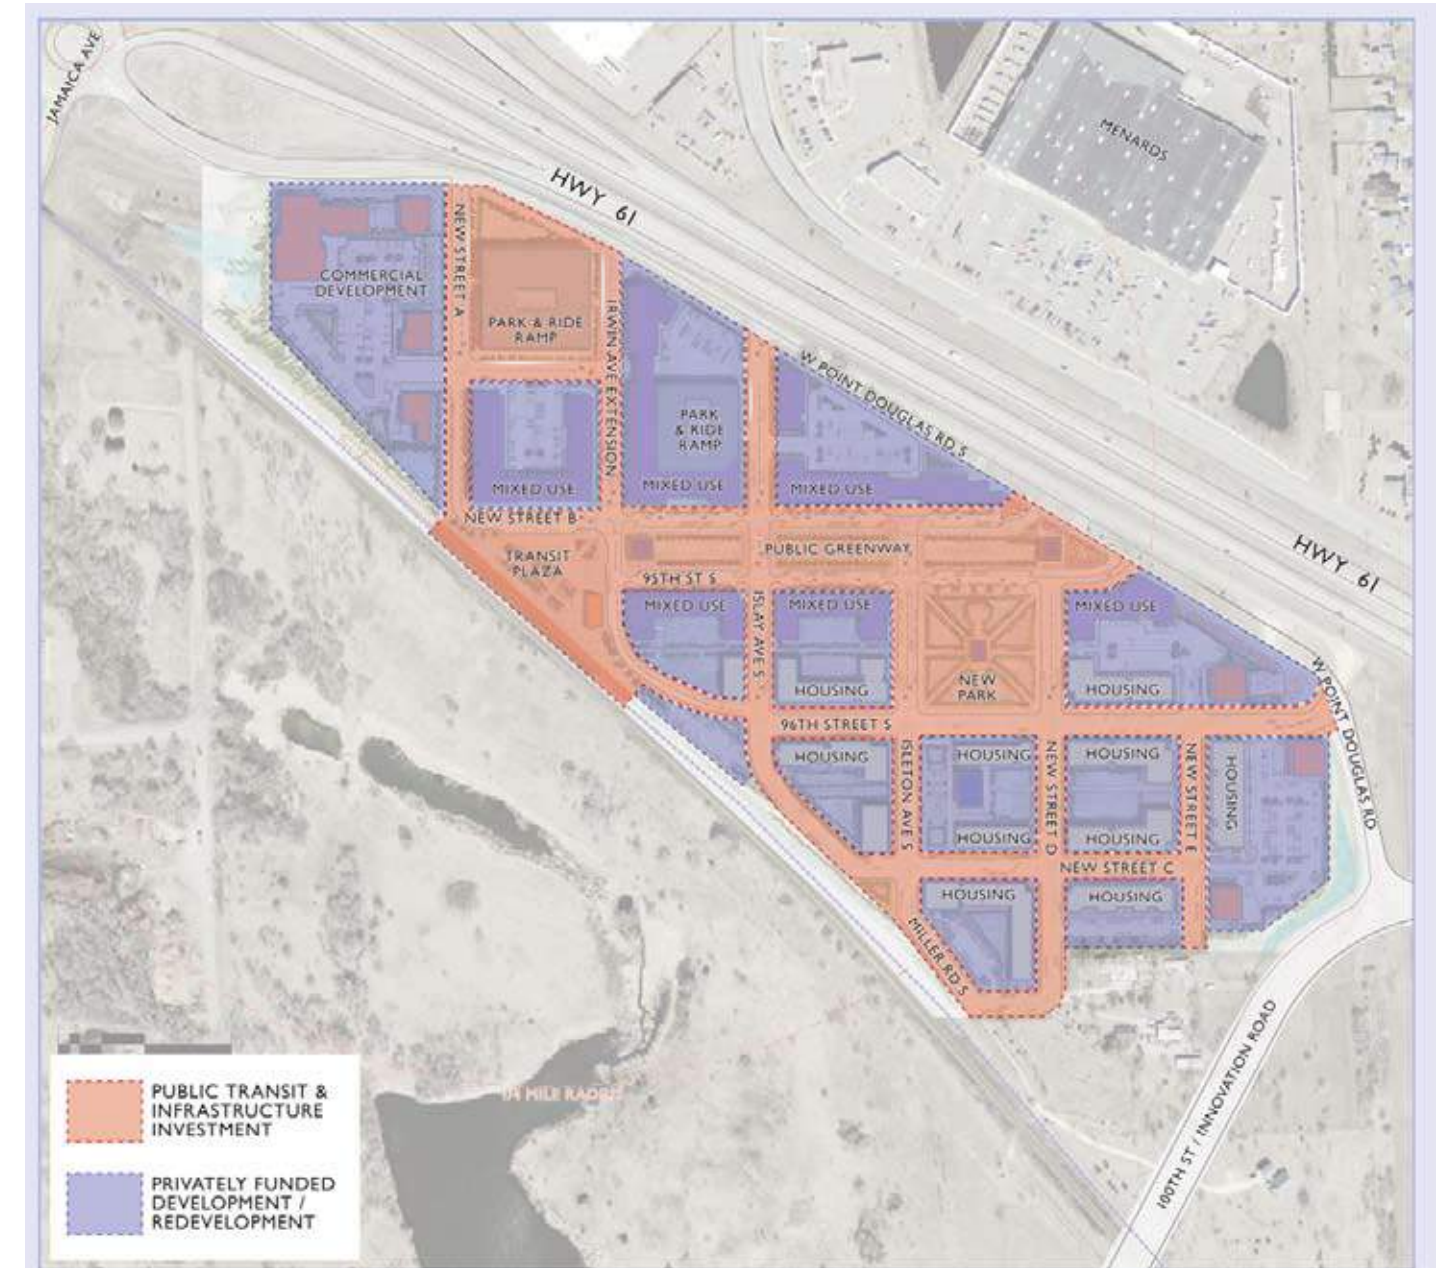 JAMAICA AVE
MENARDS
HWY 61
NEW STREET A
COMMERCIAL
DEVELOPMENT
PARK & RIDE
RAMP
IRWIN AVE EXTENSION
W POINT DOUGLAS RD S
PARK
& RIDE
RAMP
MIXED USE
MIXED USE
MIXED USE
NEW STREET B
HWY 61
TRANSIT
PLAZA
PUBLIC GREENWAY
95TH ST S
MIXED USE
ISLAY AVE S
MIXED USE
MIXED USE
HOUSING
NEW
PARK
HOUSING
W POINT DOUGLAS RD
96TH STREET S
HOUSING
ISLETON AVE S
HOUSING
NEW STREET D
HOUSING
NEW STREET E
HOUSING
HOUSING
HOUSING
NEW STREET C
HOUSING
HOUSING
MILLER RD S
100TH ST / INNOVATION ROAD
1/4 MILE RADIUS
PUBLIC TRANSIT &
INFRASTRUCTURE
INVESTMENT
PRIVATELY FUNDED
DEVELOPMENT /
REDEVELOPMENT